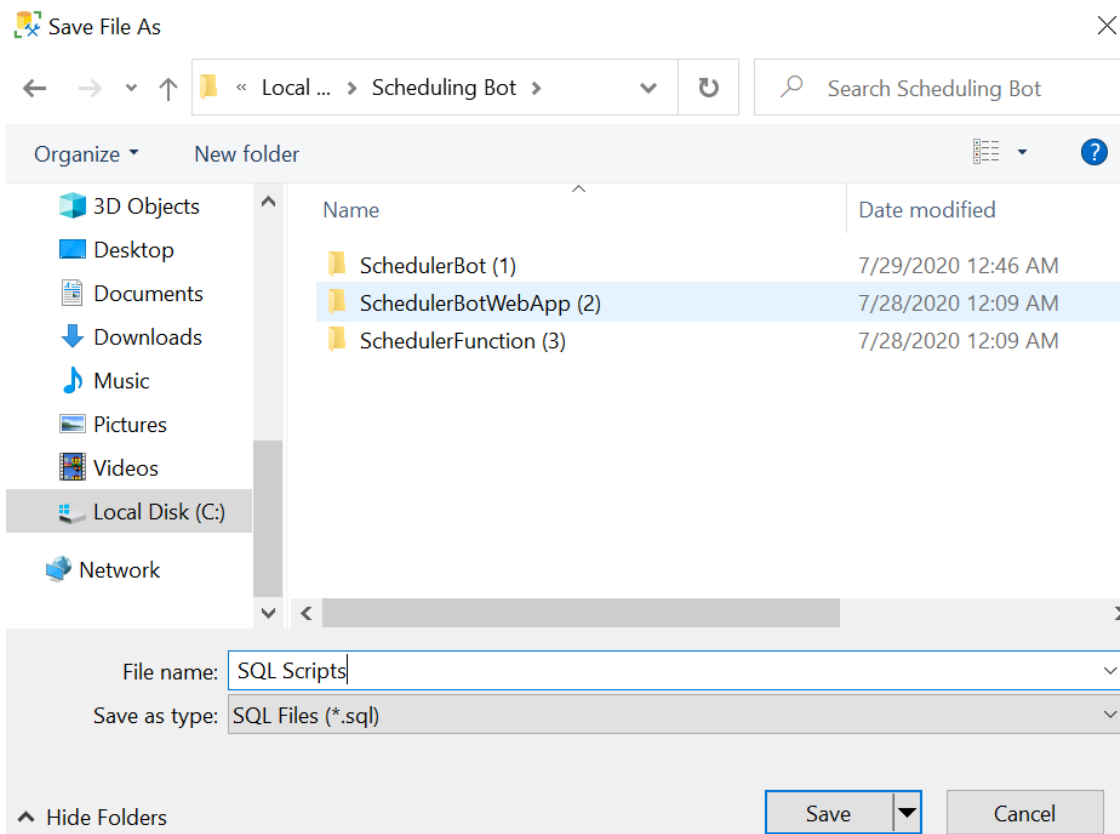 Save File As
« Local ... > Scheduling Bot >
Search Scheduling Bot
Organize
New folder
?
3D Objects
Desktop
Documents
Downloads
Music
Pictures
Videos
Local Disk (C:)
Network
Name
Date modified
SchedulerBot (1)
7/29/2020 12:46 AM
SchedulerBotWebApp (2)
7/28/2020 12:09 AM
SchedulerFunction (3)
7/28/2020 12:09 AM
File name: SQL Scripts
Save as type: SQL Files (*.sql)
Hide Folders
Save
Cancel